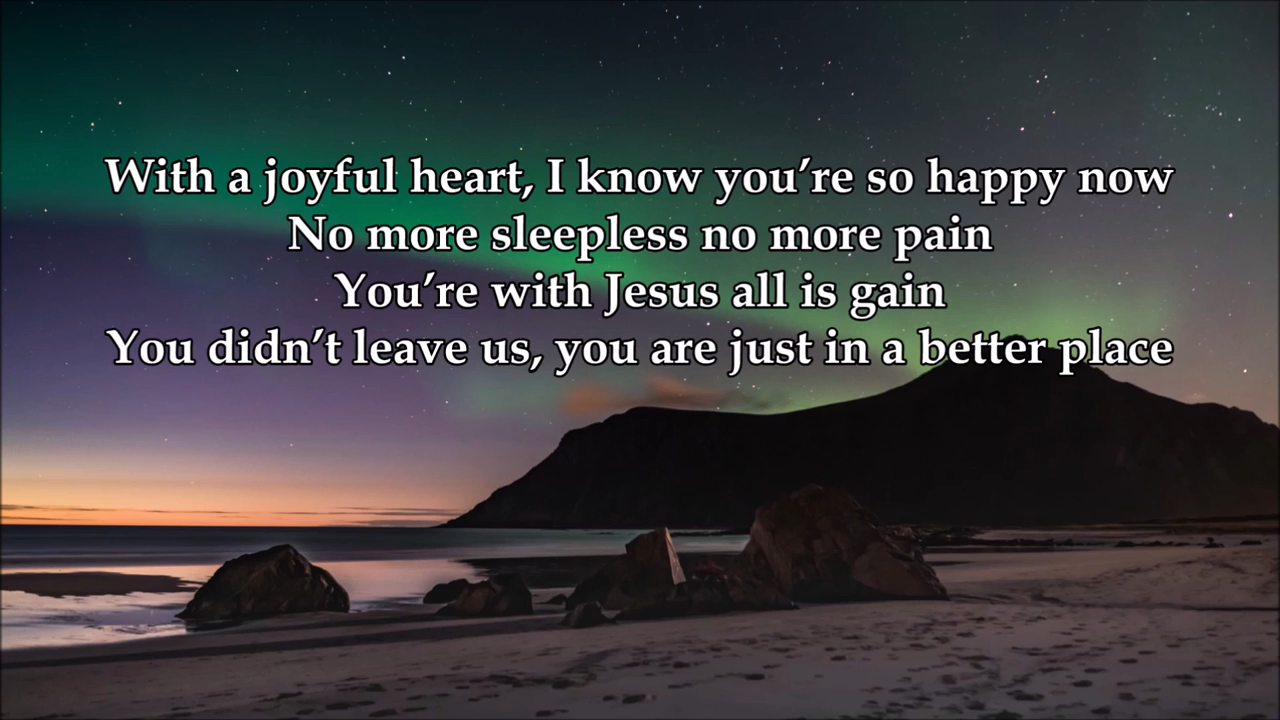 With a joyful heart, I know you’re so happy now
No more sleepless no more pain
You’re with Jesus all is gain
You didn’t leave us, you are just in a better place